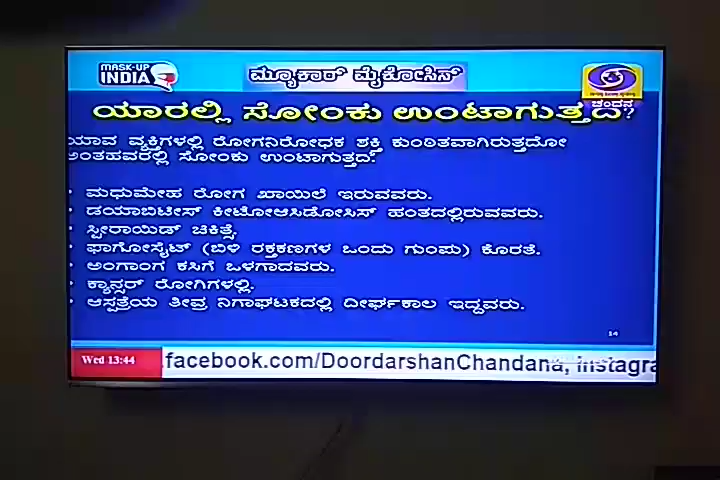 MASK-UP
INDIA
ಮ್ಯೂಕಾರ್ ಮೈಕೋಸಿಸ್
ಚಂದನ
ಯಾರಲ್ಲಿ ಸೋಂಕು ಉಂಟಾಗುತ್ತದೆ?
ಯಾವ ವ್ಯಕ್ತಿಗಳಲ್ಲಿ ರೋಗನಿರೋಧಕ ಶಕ್ತಿ ಕುಂಠಿತವಾಗಿರುತ್ತದೋ
ಅಂತಹವರಲ್ಲಿ ಸೋಂಕು ಉಂಟಾಗುತ್ತದೆ.
• ಮಧುಮೇಹ ರೋಗ ಖಾಯಿಲೆ ಇರುವವರು.
• ಡಯಾಬಿಟೀಸ್ ಕೀಟೋಆಸಿಡೋಸಿಸ್ ಹಂತದಲ್ಲಿರುವವರು.
• ಸ್ಟೀರಾಯಿಡ್ ಚಿಕಿತ್ಸೆ.
• ಫಾಗೋಸೈಟ್ (ಬಿಳಿ ರಕ್ತಕಣಗಳ ಒಂದು ಗುಂಪು) ಕೊರತೆ.
• ಅಂಗಾಂಗ ಕಸಿಗೆ ಒಳಗಾದವರು.
• ಕ್ಯಾನ್ಸರ್ ರೋಗಿಗಳಲ್ಲಿ.
• ಆಸ್ಪತ್ರೆಯ ತೀವ್ರ ನಿಗಾಘಟಕದಲ್ಲಿ ದೀರ್ಘಕಾಲ ಇದ್ದವರು.
14
Wed 13:44 .facebook.com/DoordarshanChandana, instagra